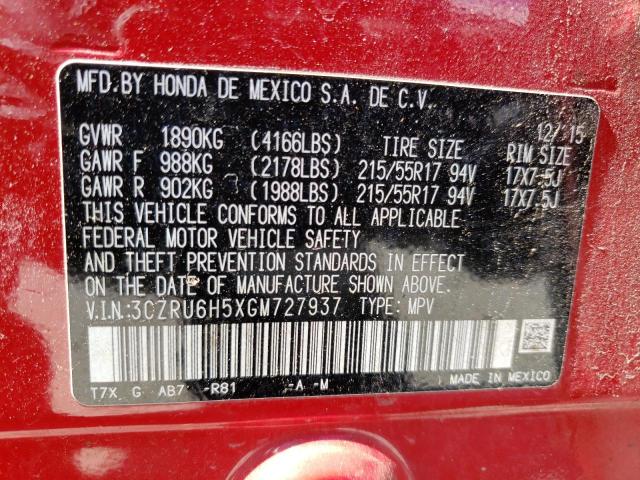 MFD.BY HONDA DE MEXICO S.A. DE C.V.
12/15
GVWR 1890KG (4166LBS) TIRE SIZE RIM SIZE
GAWR F 988KG (2178LBS) 215/55R17 94V 17X7.5J
GAWR R 902KG (1988LBS) 215/55R17 94V 17X7.5J
THIS VEHICLE CONFORMS TO ALL APPLICABLE
FEDERAL MOTOR VEHICLE SAFETY
AND THEFT PREVENTION STANDARDS IN EFFECT
ON THE DATE OF MANUFACTURE SHOWN ABOVE.
V.I.N:3CZRU6H5XGM727937 TYPE: MPV
T7X G AB7 -R81 -A -M MADE IN MEXICO